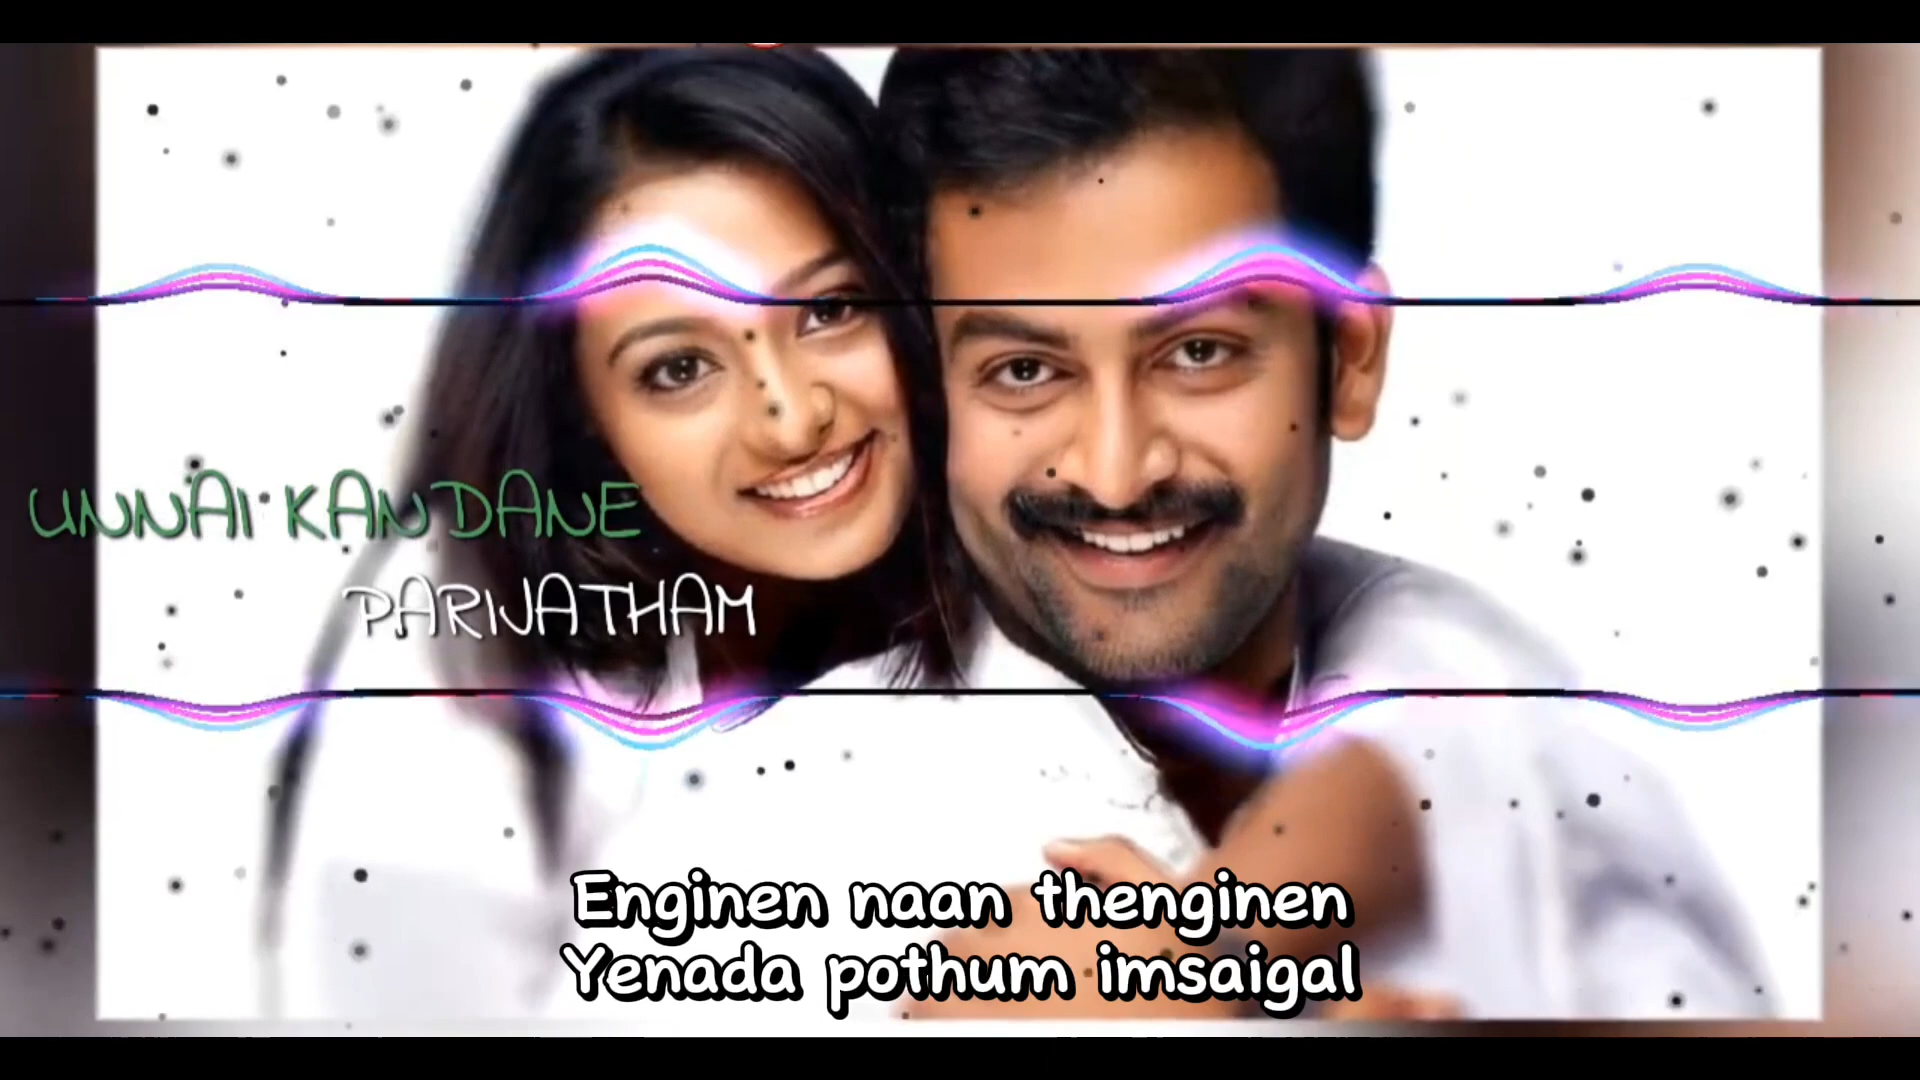 UNNAI KANDANE
PARIJATHAM
Enginen naan thenginen
Yenada pothum imsaigal